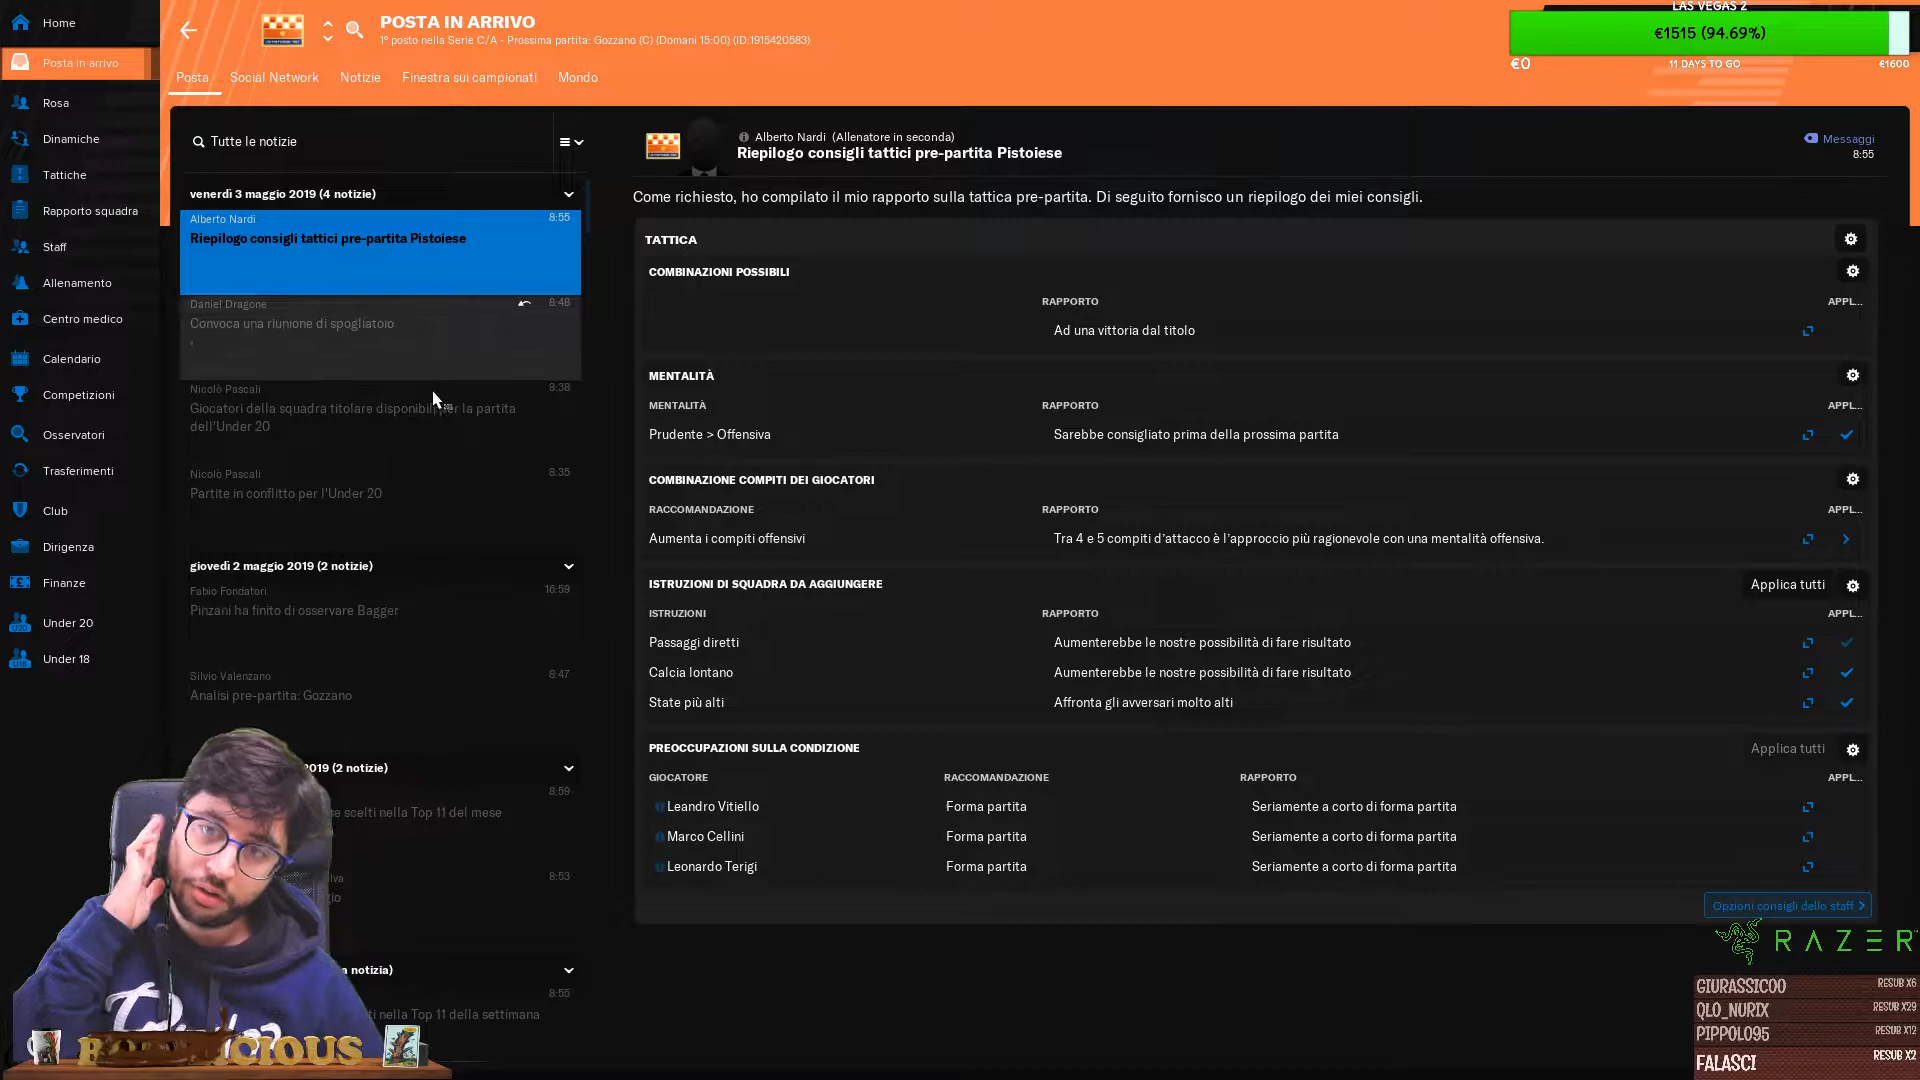 Home
Posta in arrivo
Rosa
Dinamiche
Tattiche
Rapporto squadra
Staff
Allenamento
Centro medico
Calendario
Competizioni
Osservatori
Trasferimenti
Club
Dirigenza
Finanze
Under 20
Under 18
POSTA IN ARRIVO
1° posto nella Serie C/A - Prossima partita: Gozzano (C) (Domani 15:00) (ID:1915420583)
Posta Social Network Notizie Finestra sui campionati Mondo
LAS VEGAS 2
€1515 (94.69%)
€0 11 DAYS TO GO €1600
Tutte le notizie
venerdì 3 maggio 2019 (4 notizie)
Alberto Nardi 8:55
Riepilogo consigli tattici pre-partita Pistoiese
Daniel Dragone 8:48
Convoca una riunione di spogliatoio
Nicolò Pascali 8:38
Giocatori della squadra titolare disponibili per la partita
dell'Under 20
Nicolò Pascali 8:35
Partite in conflitto per l'Under 20
giovedì 2 maggio 2019 (2 notizie)
Fabio Fondatori 16:59
Pinzani ha finito di osservare Bagger
Silvio Valenzano 8:47
Analisi pre-partita: Gozzano
2019 (2 notizie)
8:59
se scelti nella Top 11 del mese
lva 8:53
gio
a notizia)
8:55
nella Top 11 della settimana
Alberto Nardi (Allenatore in seconda)
Riepilogo consigli tattici pre-partita Pistoiese
Messaggi
8:55
Come richiesto, ho compilato il mio rapporto sulla tattica pre-partita. Di seguito fornisco un riepilogo dei miei consigli.
TATTICA
COMBINAZIONI POSSIBILI
RAPPORTO APPL...
Ad una vittoria dal titolo
MENTALITÀ
MENTALITÀ RAPPORTO APPL...
Prudente > Offensiva Sarebbe consigliato prima della prossima partita
COMBINAZIONE COMPITI DEI GIOCATORI
RACCOMANDAZIONE RAPPORTO APPL...
Aumenta i compiti offensivi Tra 4 e 5 compiti d'attacco è l'approccio più ragionevole con una mentalità offensiva.
ISTRUZIONI DI SQUADRA DA AGGIUNGERE Applica tutti
ISTRUZIONI RAPPORTO APPL...
Passaggi diretti Aumenterebbe le nostre possibilità di fare risultato
Calcia lontano Aumenterebbe le nostre possibilità di fare risultato
State più alti Affronta gli avversari molto alti
PREOCCUPAZIONI SULLA CONDIZIONE Applica tutti
GIOCATORE RACCOMANDAZIONE RAPPORTO APPL...
Leandro Vitiello Forma partita Seriamente a corto di forma partita
Marco Cellini Forma partita Seriamente a corto di forma partita
Leonardo Terigi Forma partita Seriamente a corto di forma partita
Opzioni consigli dello staff
RAZER
GIURASSICOO RESUB X6
QLO_NURIX RESUB X29
PIPPOLO95 RESUB X12
FALASCI RESUB X2